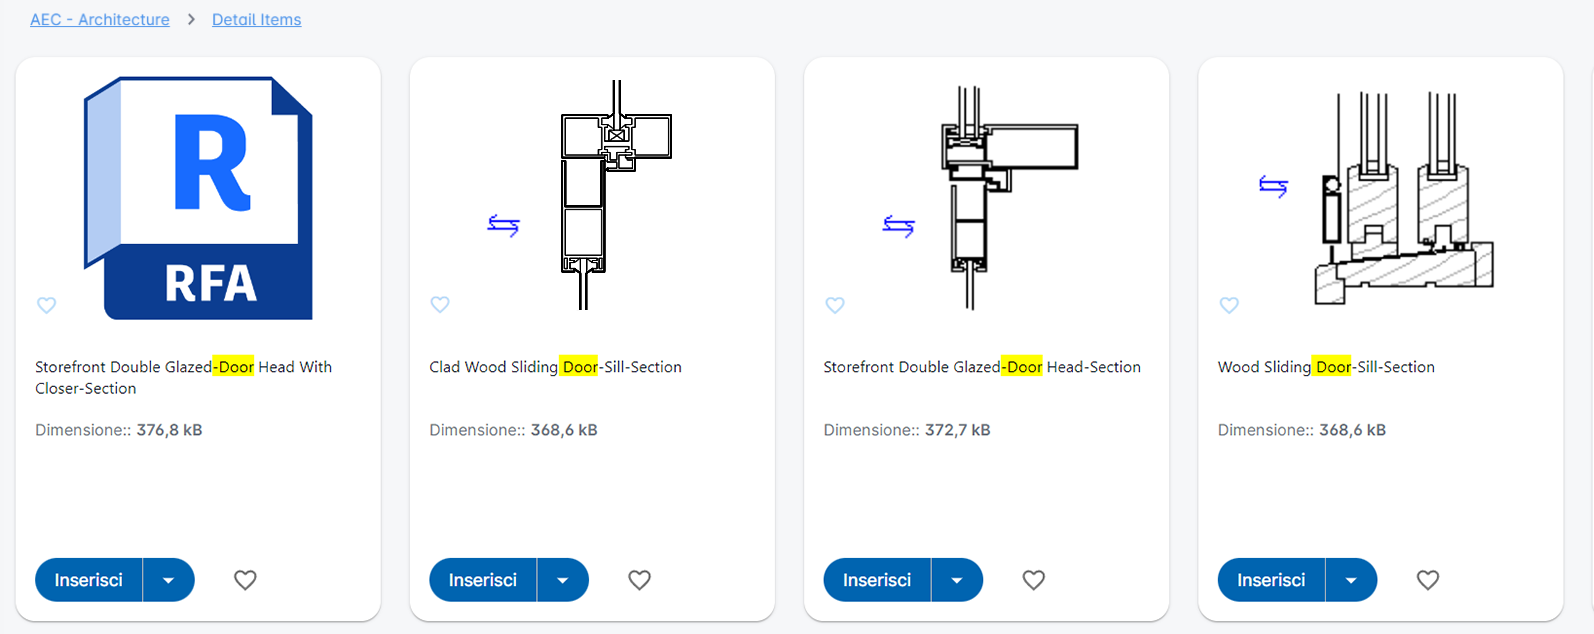 AEC - Architecture > Detail Items
R
RFA
Storefront Double Glazed-Door Head With
Closer-Section
Dimensione:: 376,8 kB
Inserisci
Clad Wood Sliding Door-Sill-Section
Dimensione:: 368,6 kB
Inserisci
Storefront Double Glazed-Door Head-Section
Dimensione:: 372,7 kB
Inserisci
Wood Sliding Door-Sill-Section
Dimensione:: 368,6 kB
Inserisci